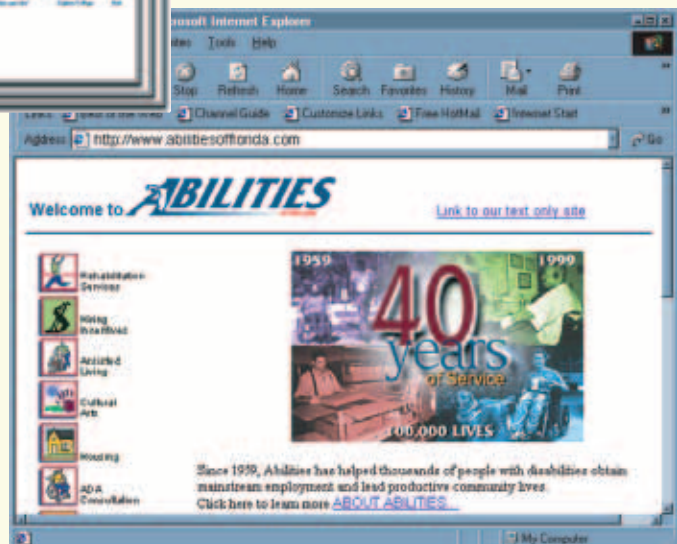 rosoft Internet Explorer
Tools Help
Stop Refresh Home Search Favorites History Mail Print
Links Channel Guide Customize Links Free HotMail Internet Start
Address http://www.abilitiesofflorida.com Go
Welcome to ABILITIES
Link to our text only site
Rehabilitation
Services
Hiring
Incentives
Assisted
Living
Cultural
Arts
Housing
ADA
Consultation
1959 1999
40
years
of Service
100,000 LIVES
Since 1959, Abilities has helped thousands of people with disabilities obtain
mainstream employment and lead productive community lives.
Click here to learn more ABOUT ABILITIES...
My Computer